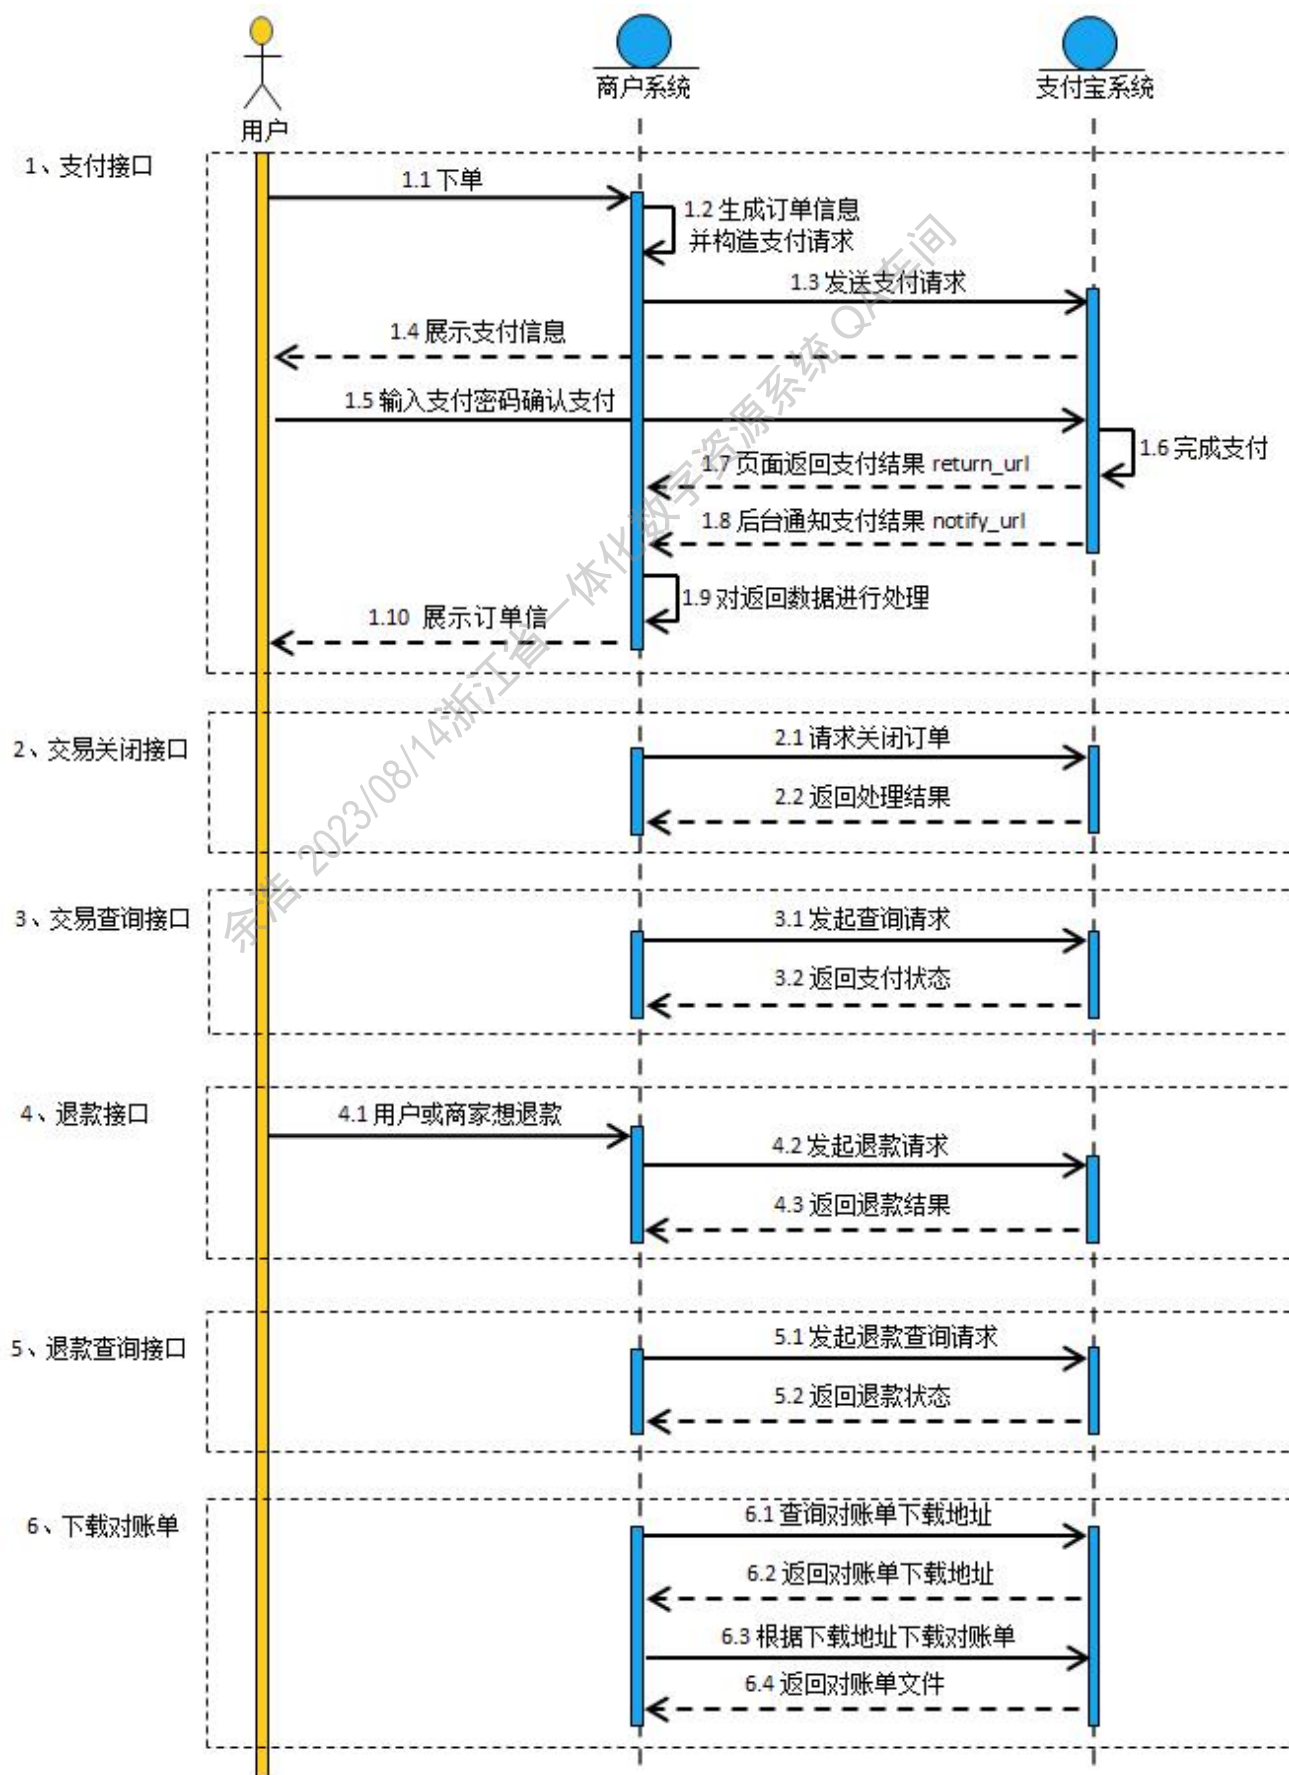 用户
商户系统
支付宝系统
1、支付接口
1.1 下单
1.2 生成订单信息
并构造支付请求
1.3 发送支付请求
1.4 展示支付信息
1.5 输入支付密码确认支付
1.6 完成支付
1.7 页面返回支付结果 return_url
1.8 后台通知支付结果 notify_url
1.9 对返回数据进行处理
1.10 展示订单信
2、交易关闭接口
2.1 请求关闭订单
2.2 返回处理结果
3、交易查询接口
3.1 发起查询请求
3.2 返回支付状态
4、退款接口
4.1 用户或商家想退款
4.2 发起退款请求
4.3 返回退款结果
5、退款查询接口
5.1 发起退款查询请求
5.2 返回退款状态
6、下载对账单
6.1 查询对账单下载地址
6.2 返回对账单下载地址
6.3 根据下载地址下载对账单
6.4 返回对账单文件
余浩 2023/08/14浙江省一体化数字资源系统 QA车间